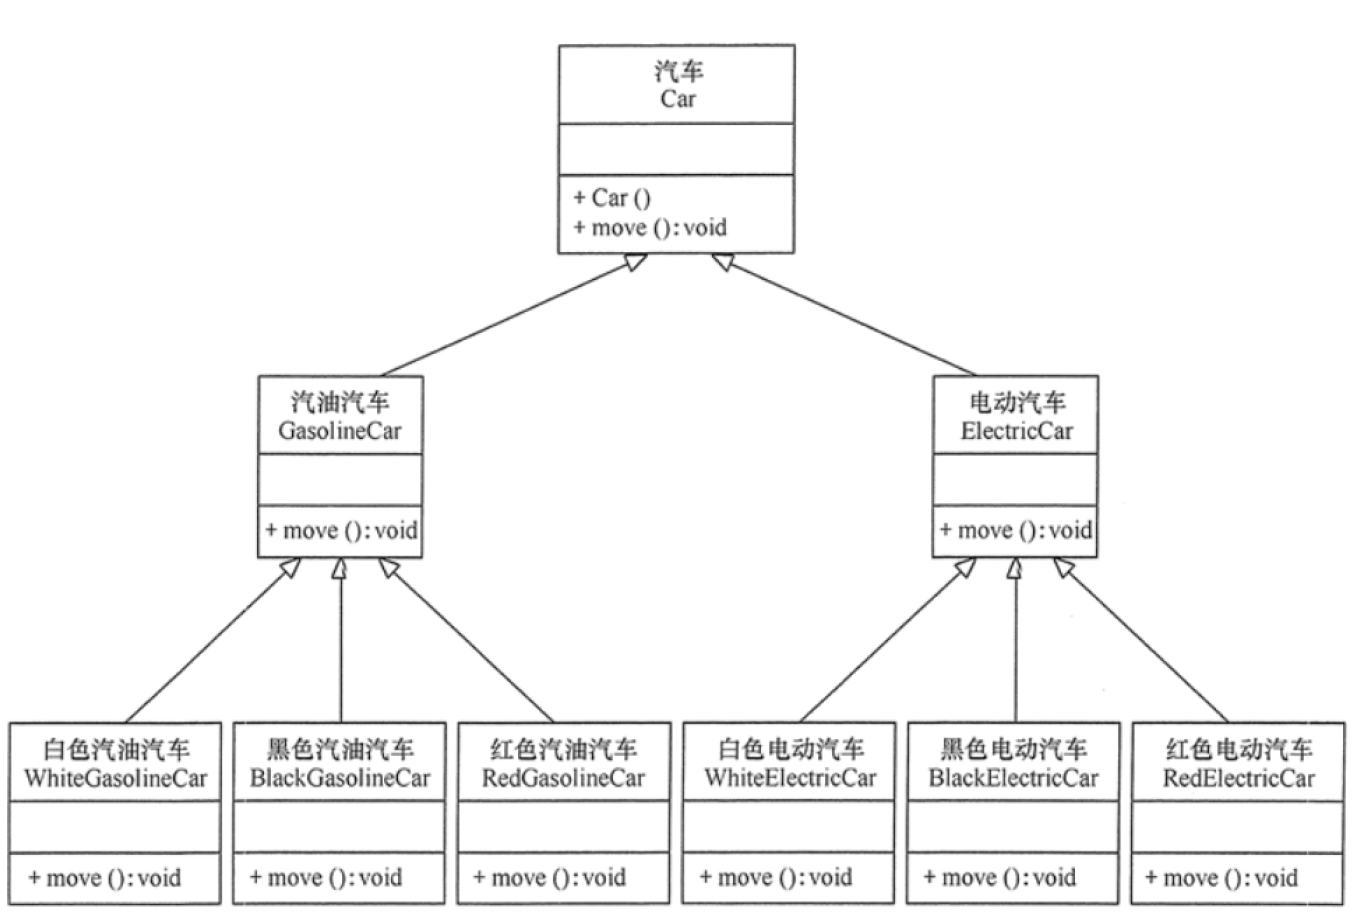 汽车
Car
+ Car ()
+ move () : void
汽油汽车
GasolineCar
+ move () : void
电动汽车
ElectricCar
+ move () : void
白色汽油汽车
WhiteGasolineCar
+ move () : void
黑色汽油汽车
BlackGasolineCar
+ move () : void
红色汽油汽车
RedGasolineCar
+ move () : void
白色电动汽车
WhiteElectricCar
+ move () : void
黑色电动汽车
BlackElectricCar
+ move () : void
红色电动汽车
RedElectricCar
+ move () : void